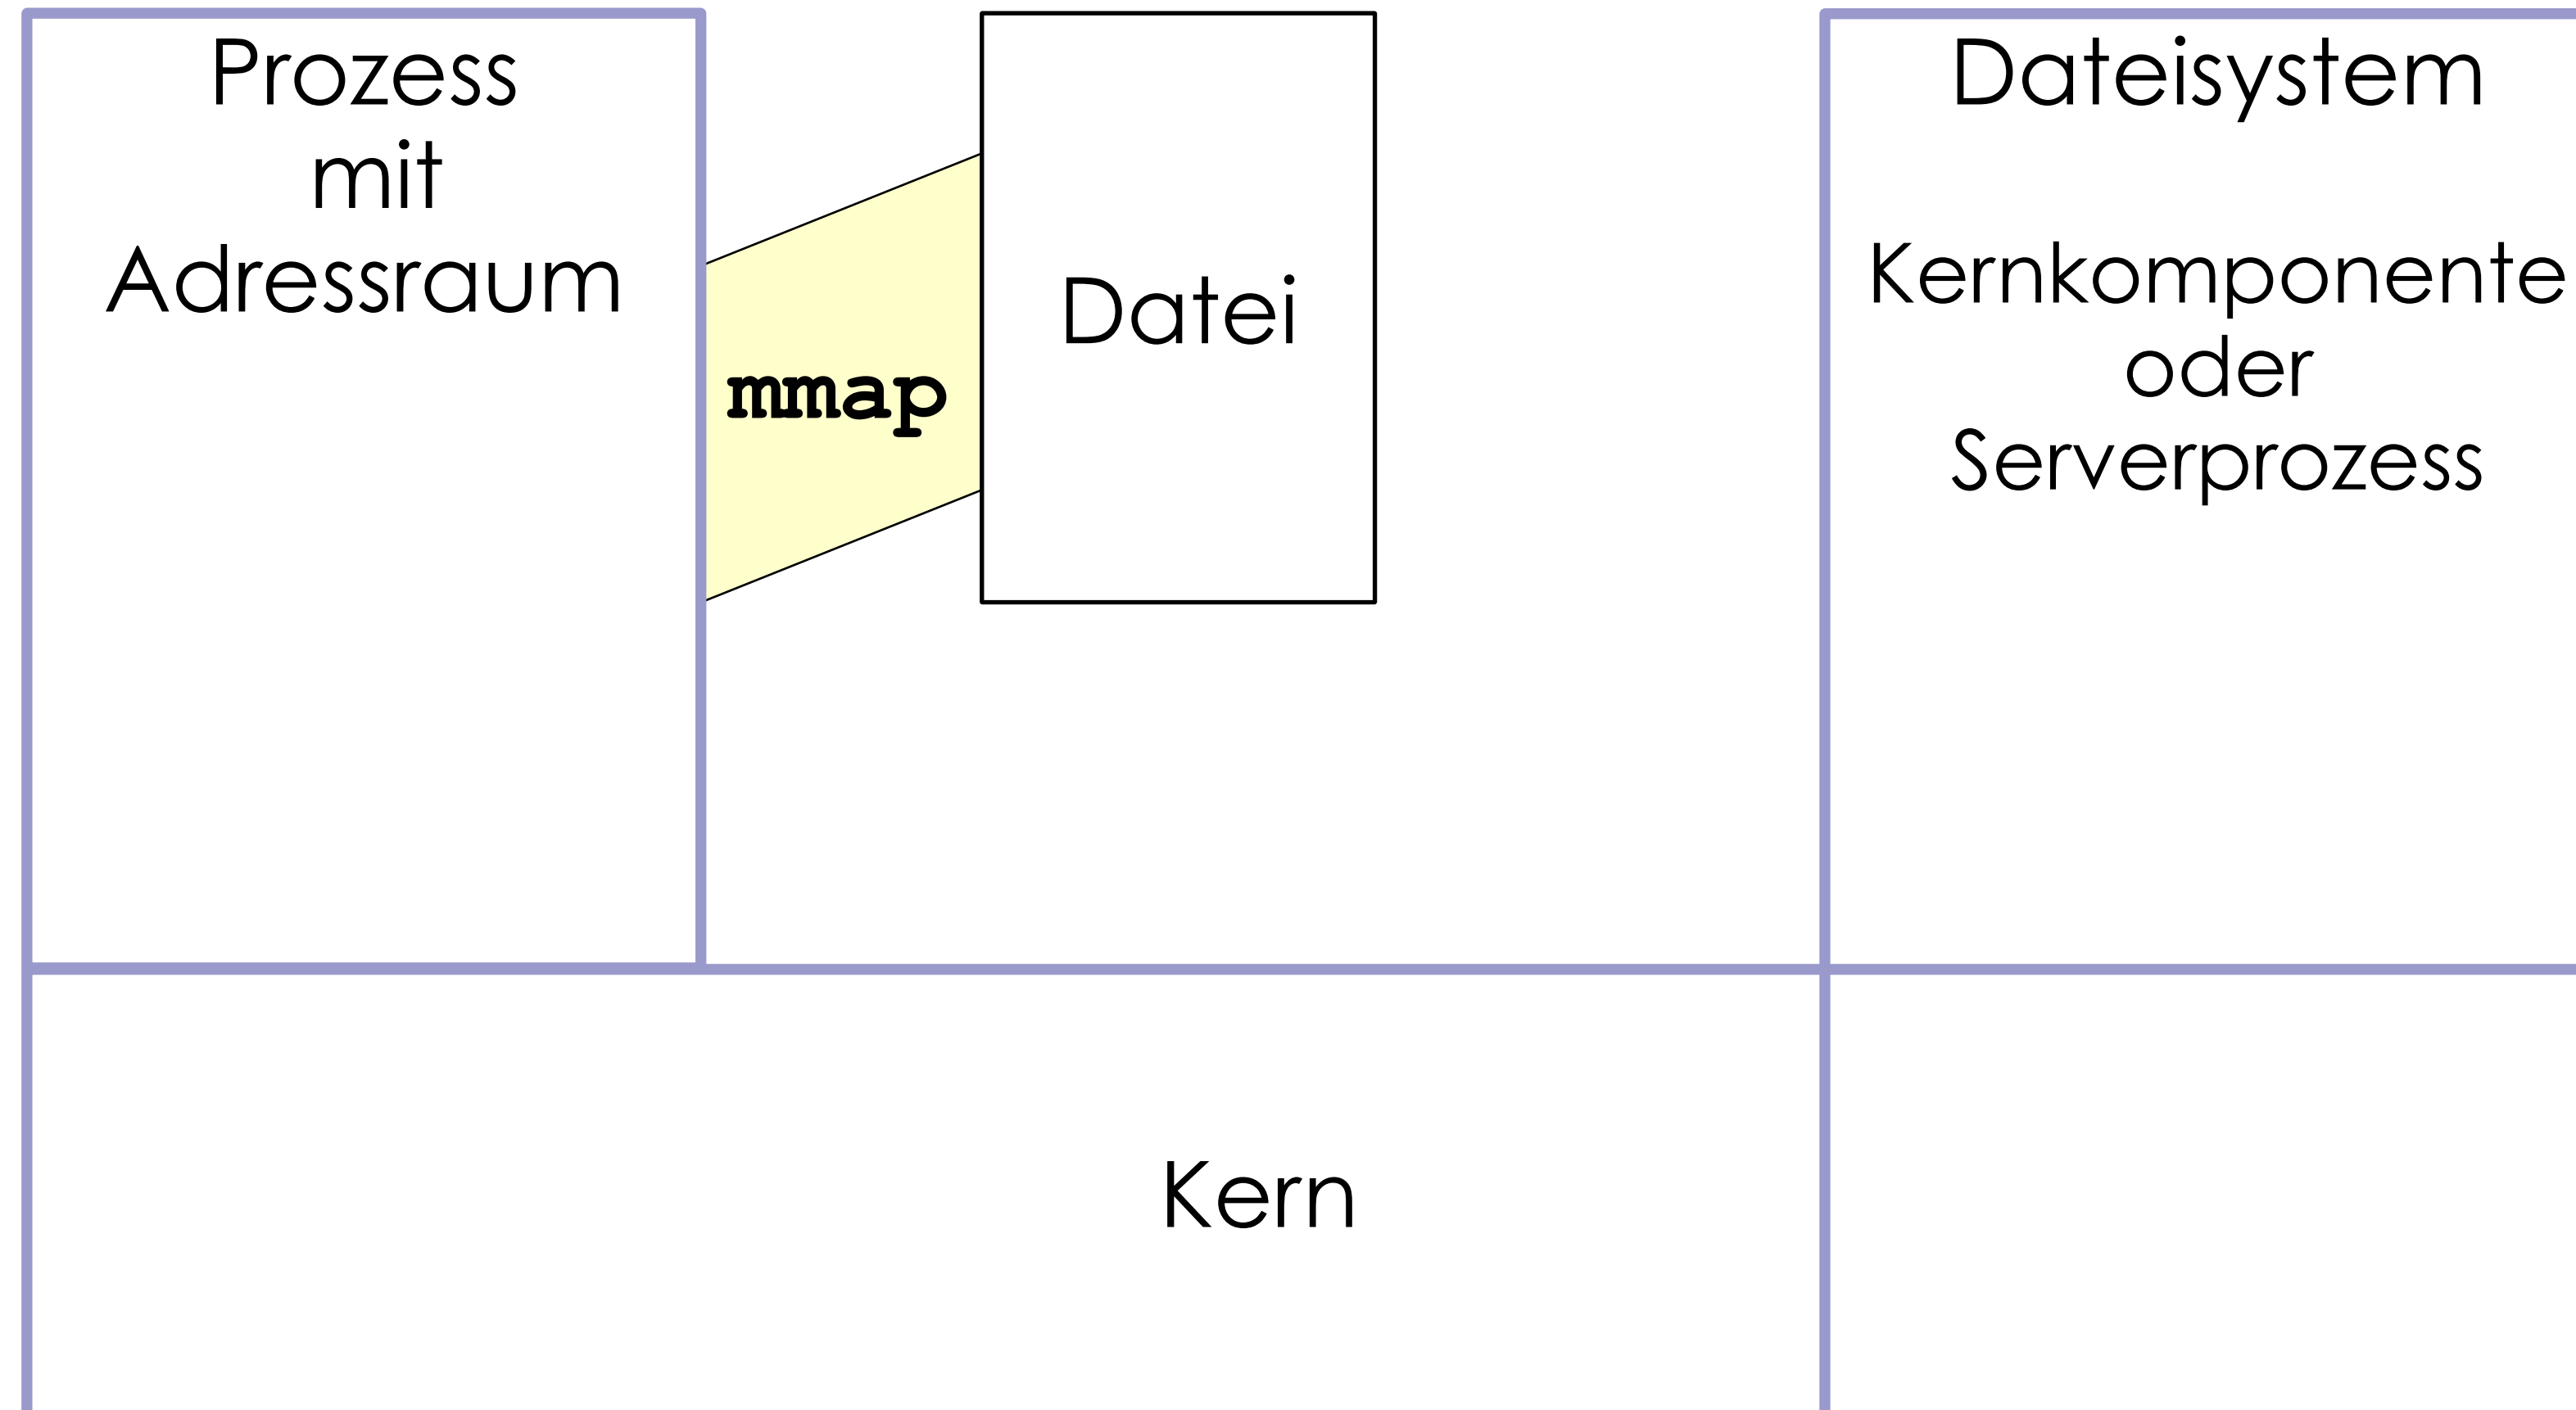 Prozess
mit
Adressraum
mmap
Datei
Dateisystem
Kernkomponente
oder
Serverprozess
Kern